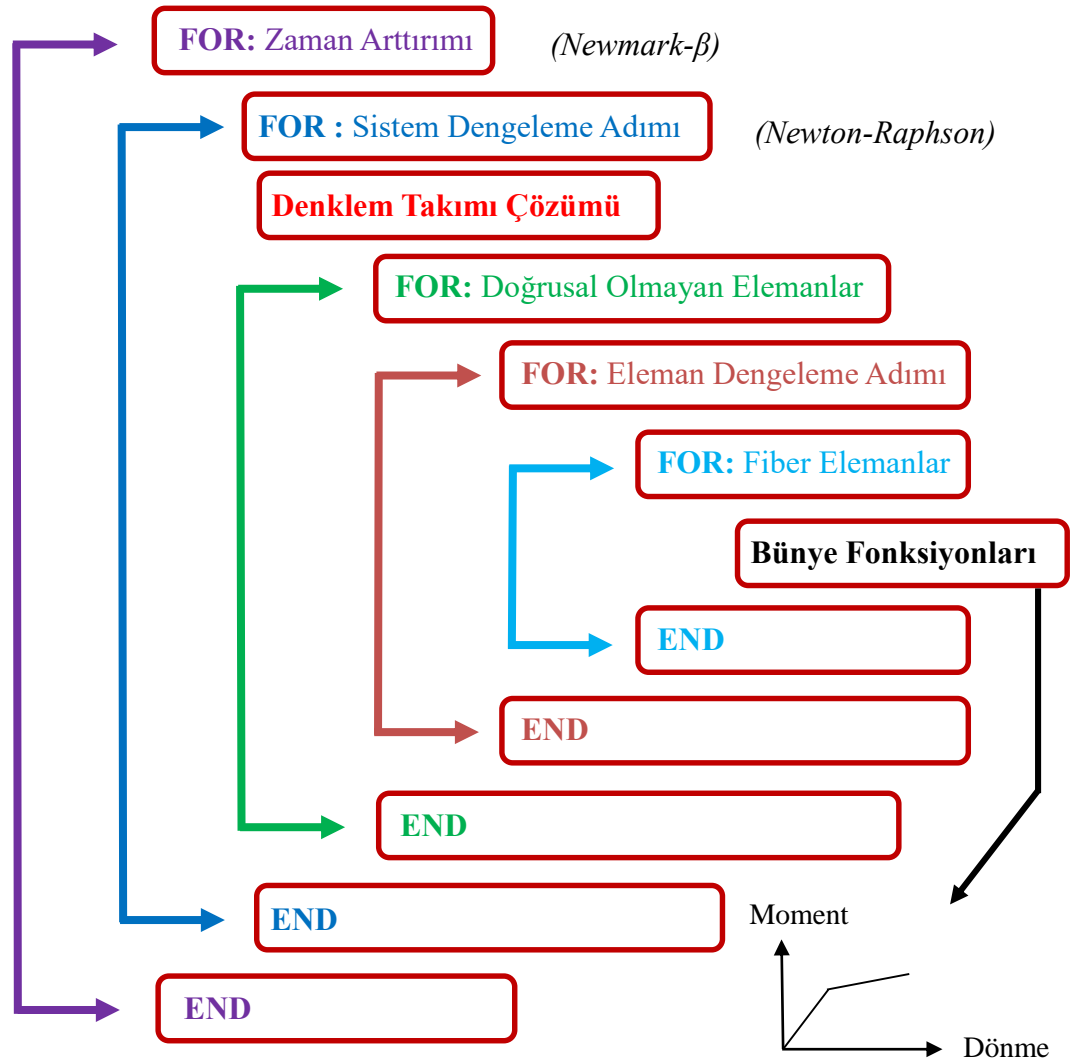 FOR: Zaman Arttırımı (Newmark-β)
FOR : Sistem Dengeleme Adımı (Newton-Raphson)
Denklem Takımı Çözümü
FOR: Doğrusal Olmayan Elemanlar
FOR: Eleman Dengeleme Adımı
FOR: Fiber Elemanlar
Bünye Fonksiyonları
END
END
END
END
END
Moment
Dönme